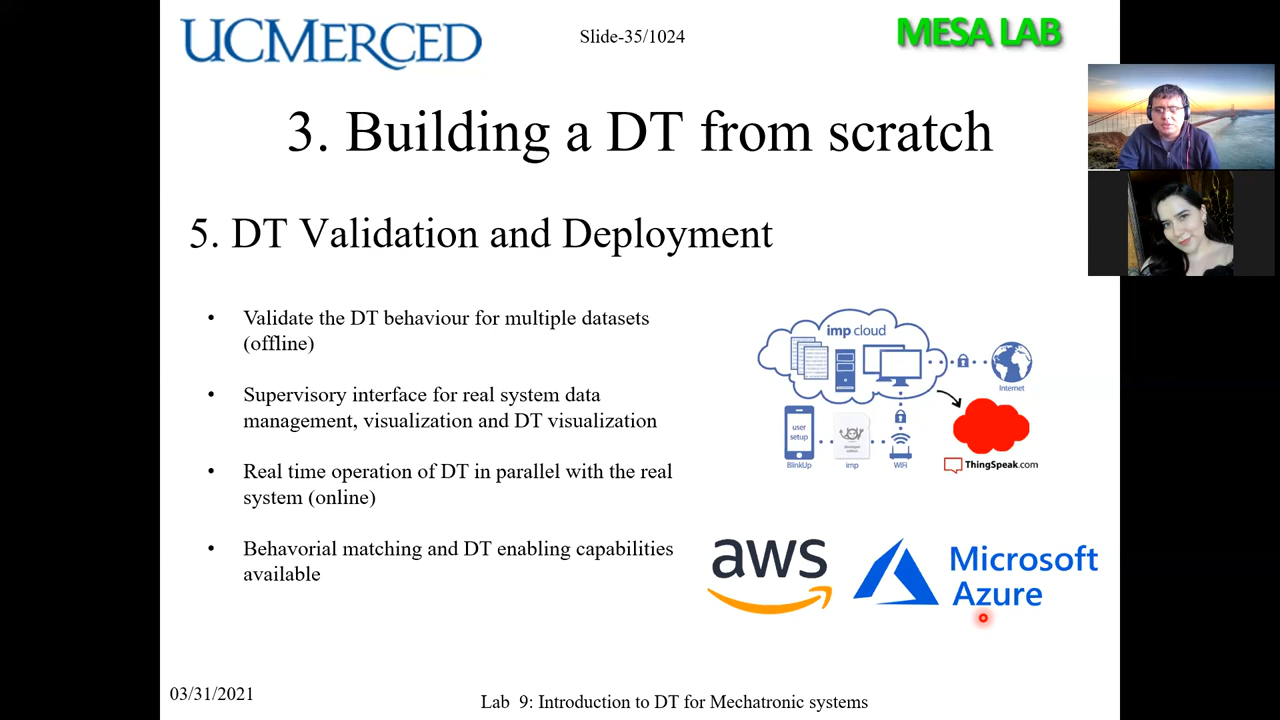 UCMERCED
Slide-35/1024
MESA LAB
3. Building a DT from scratch
5. DT Validation and Deployment
• Validate the DT behaviour for multiple datasets
(offline)
• Supervisory interface for real system data
management, visualization and DT visualization
• Real time operation of DT in parallel with the real
system (online)
• Behavorial matching and DT enabling capabilities
available
imp cloud
Internet
user
setup
BlinkUp
imp
WiFi
ThingSpeak.com
aws
Microsoft
Azure
03/31/2021
Lab 9: Introduction to DT for Mechatronic systems